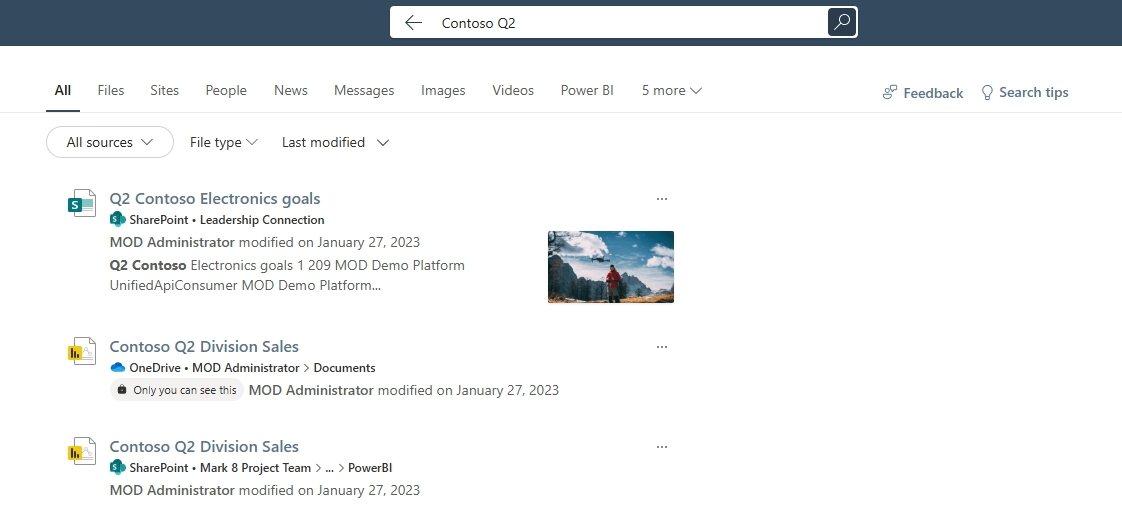 Contoso Q2
All Files Sites People News Messages Images Videos Power BI 5 more Feedback Search tips
All sources File type Last modified
Q2 Contoso Electronics goals
SharePoint • Leadership Connection
MOD Administrator modified on January 27, 2023
Q2 Contoso Electronics goals 1 209 MOD Demo Platform
UnifiedApiConsumer MOD Demo Platform...
Contoso Q2 Division Sales
OneDrive • MOD Administrator > Documents
Only you can see this MOD Administrator modified on January 27, 2023
Contoso Q2 Division Sales
SharePoint • Mark 8 Project Team > ... > PowerBI
MOD Administrator modified on January 27, 2023